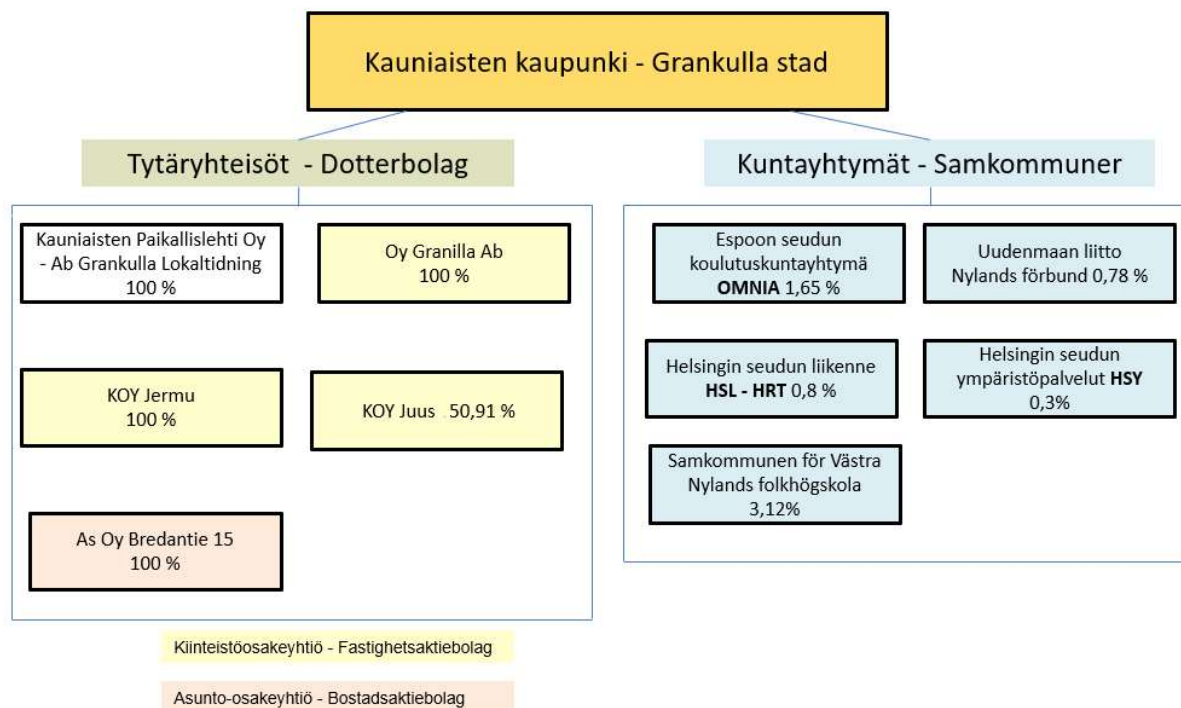 Kauniaisten kaupunki - Grankulla stad
Tytäryhteisöt - Dotterbolag
Kauniaisten Paikallislehti Oy
- Ab Grankulla Lokaltidning
100 %
Oy Granilla Ab
100 %
KOY Jermu
100 %
KOY Juus 50,91 %
As Oy Bredantie 15
100 %
Kuntayhtymät - Samkommuner
Espoon seudun
koulutuskuntayhtymä
OMNIA 1,65 %
Uudenmaan liitto
Nylands förbund 0,78 %
Helsingin seudun liikenne
HSL - HRT 0,8 %
Helsingin seudun
ympäristöpalvelut HSY
0,3%
Samkommunen för Västra
Nylands folkhögskola
3,12%
Kiinteistöosakeyhtiö - Fastighetsaktiebolag
Asunto-osakeyhtiö - Bostadsaktiebolag